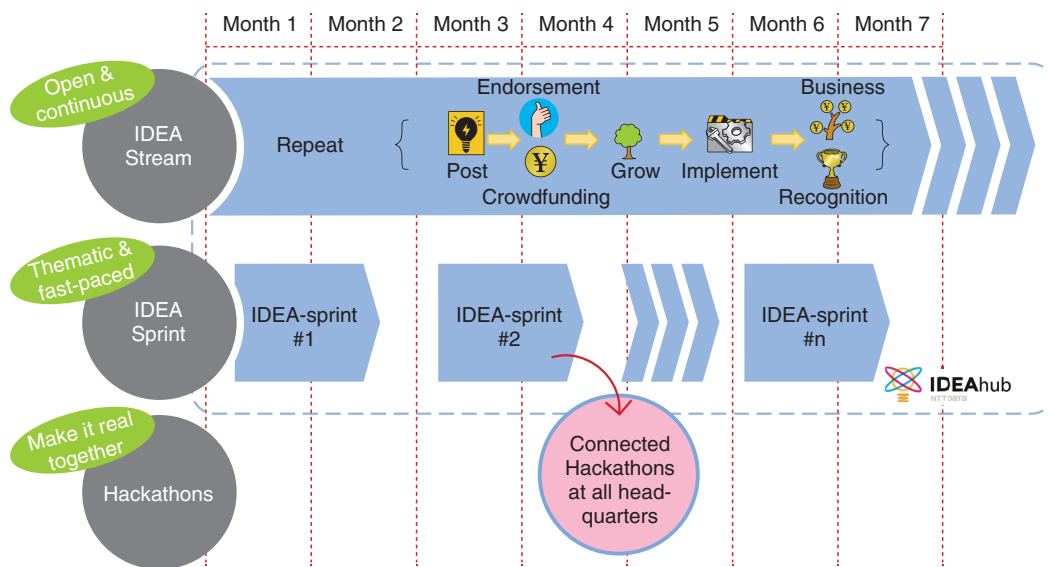 Month 1
Month 2
Month 3
Month 4
Month 5
Month 6
Month 7
Open &
continuous
IDEA
Stream
Repeat
Endorsement
¥
Post
Crowdfunding
Grow
Implement
Business
¥ ¥ ¥ ¥
Recognition
Thematic &
fast-paced
IDEA
Sprint
IDEA-sprint
#1
IDEA-sprint
#2
IDEA-sprint
#n
IDEAhub
NTT DATA
Make it real
together
Hackathons
Connected
Hackathons
at all head-
quarters